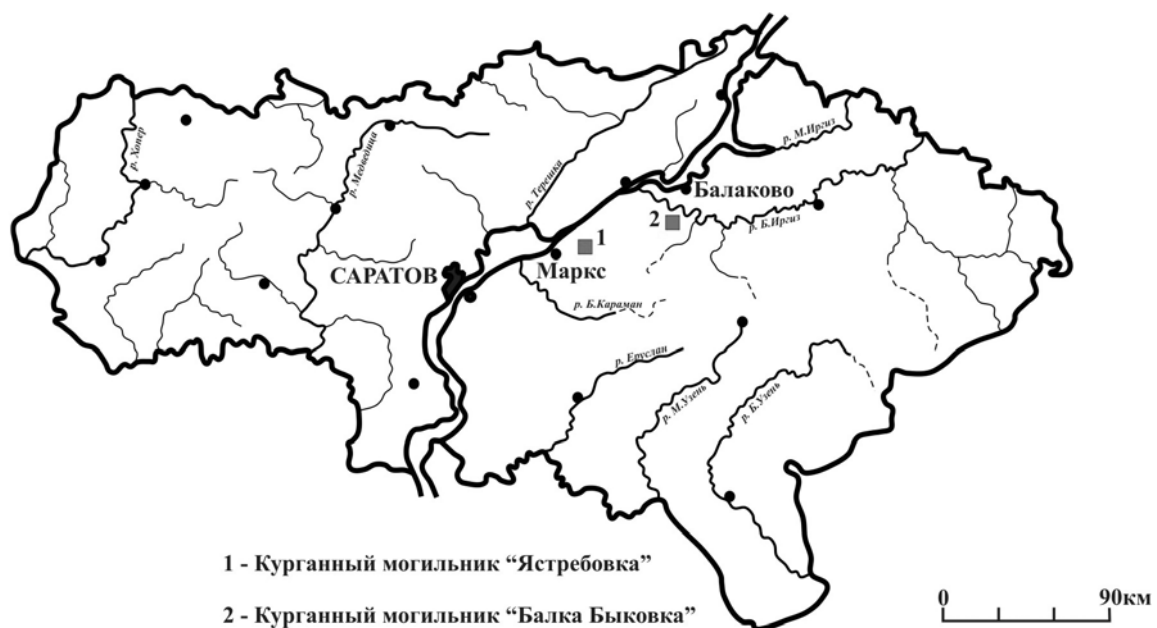 р. Хопер
р. Медведица
р. Терешка
р. М.Иргиз
Балаково
2
р. Б.Иргиз
1
САРАТОВ
Маркс
р. Б.Караман
р. Еруслан
р. М.Узень
р. Б.Узень
1 - Курганный могильник “Ястребовка”
2 - Курганный могильник “Балка Быковка”
0 90км